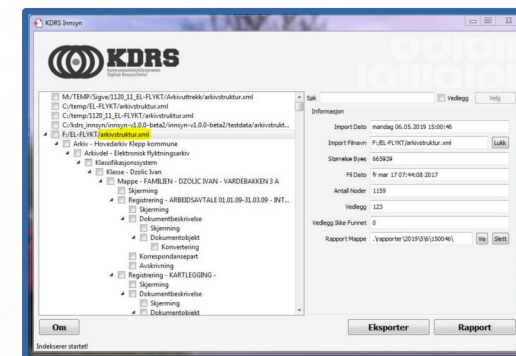 KDRS Innsyn
KDRS
M:/TEMP/Sigve/1120_11_EL-FLYKT/Arkivuttrekk/arkivstruktur.xml
C:/temp/EL-FLYKT/arkivstruktur.xml
C:/temp/1120_11_EL-FLYKT/arkivstruktur.xml
C:/kdrs_innsyn/innsyn-v1.0.0-beta2/innsyn-v1.0.0-beta2/testdata/arkivstrukt...
F:/EL-FLYKT/arkivstruktur.xml
Arkiv - Hovedarkiv Klepp kommune
Arkivdel - Elektronisk flyktningsarkiv
Klassifikasjonssystem
Klasse - Dzolic Ivan
Mappe - FAMILIEN - DZOLIC IVAN - VARDEBAKKEN 3 A
Skjerming
Registrering - ARBEIDSAVTALE 01.01.09-31.03.09 - INT...
Skjerming
Dokumentbeskrivelse
Skjerming
Dokumentobjekt
Konvertering
Korrespondansepart
Avskrivning
Registrering - KARTLEGGING -
Skjerming
Dokumentbeskrivelse
Skjerming
Dokumentobjekt
Søk Vedlegg Velg
Informasjon
Import Dato mandag 06.05.2019 15:00:46
Import Filnavn F:/EL-FLYKT/arkivstruktur.xml Lukk
Størrelse Byes 665929
Fil Dato fr mar 17 07:44:08 2017
Antall Noder 1159
Vedlegg 123
Vedlegg Ikke Funnet 0
Rapport Mappe .\rapporter\2019\5\6\150046\ Vis Slett
Om Eksporter Rapport
Indekserer startet!